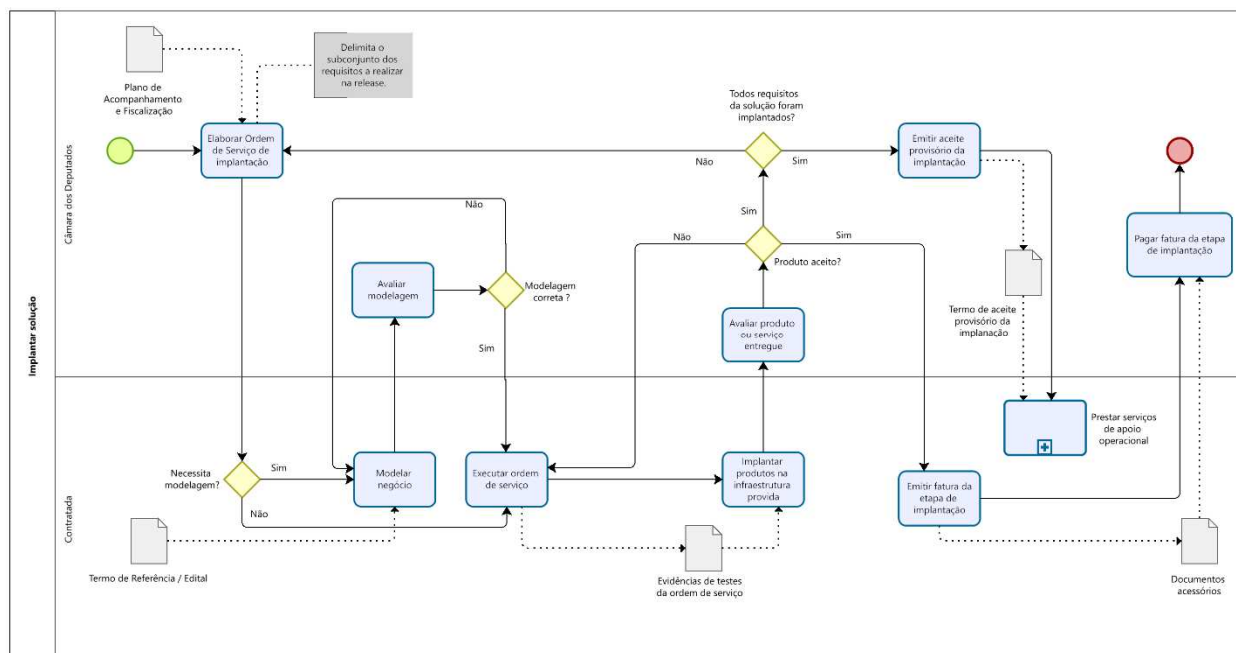 Implantar solução
Câmara dos Deputados
Contratada
Plano de
Acompanhamento
e Fiscalização
Delimita o
subconjunto dos
requisitos a realizar
na release.
Elaborar Ordem
de Serviço de
implantação
Todos requisitos
da solução foram
implantados?
Não
Sim
Emitir aceite
provisório da
implantação
Não
Avaliar
modelagem
Modelagem
correta ?
Sim
Sim
Não
Sim
Produto aceito?
Avaliar produto
ou serviço
entregue
Termo de aceite
provisório da
implanação
Pagar fatura da etapa
de implantação
Necessita
modelagem?
Sim
Não
Modelar
negócio
Executar ordem
de serviço
Implantar
produtos na
infraestrutura
provida
Prestar serviços
de apoio
operacional
Emitir fatura da
etapa de
implantação
Termo de Referência / Edital
Evidências de testes
da ordem de serviço
Documentos
acessórios